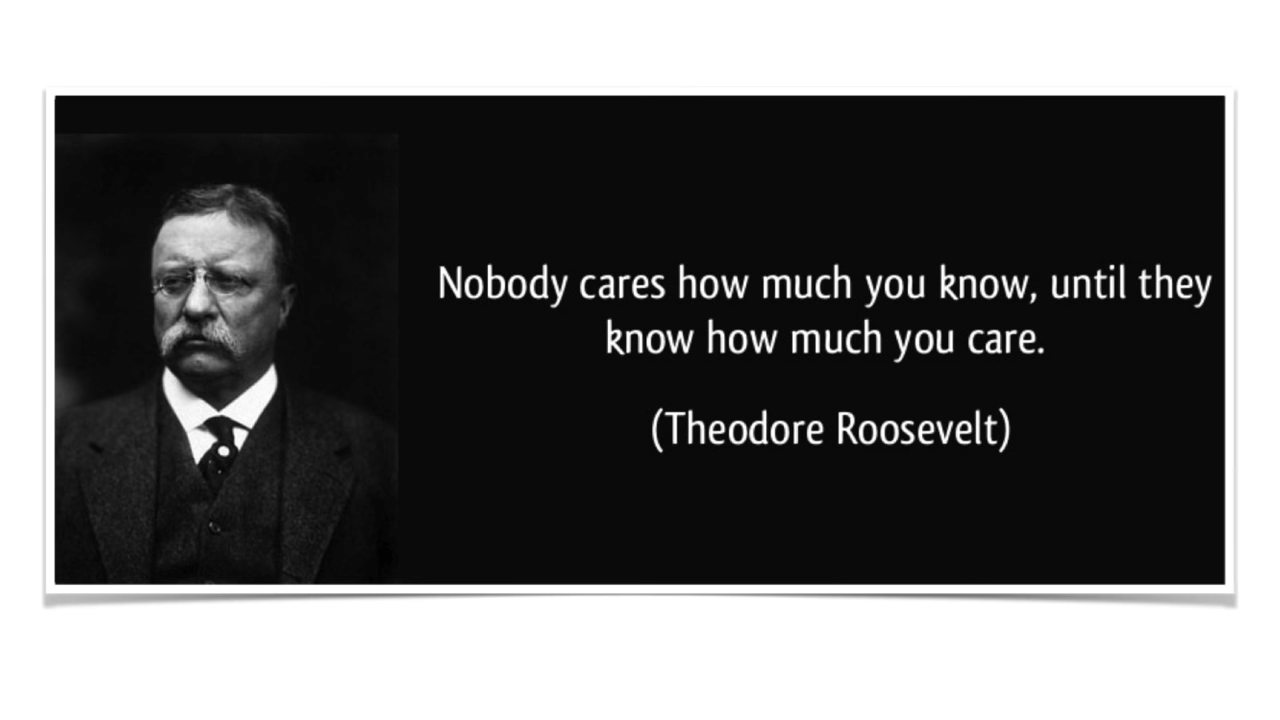 Nobody cares how much you know, until they
know how much you care.
(Theodore Roosevelt)